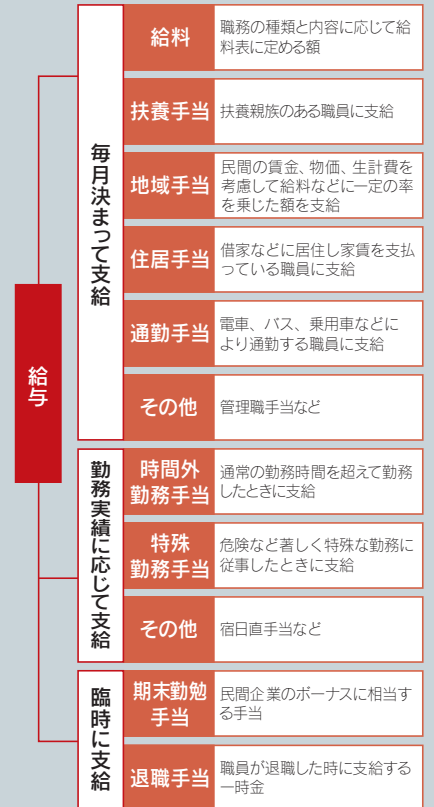 給与
毎月決まって支給
給料
職務の種類と内容に応じて給
料表に定める額
扶養手当
扶養親族のある職員に支給
地域手当
民間の賃金、物価、生計費を
考慮して給料などに一定の率
を乗じた額を支給
住居手当
借家などに居住し家賃を支払
っている職員に支給
通勤手当
電車、バス、乗用車などに
より通勤する職員に支給
その他
管理職手当など
勤務実績に応じて支給
時間外
勤務手当
通常の勤務時間を超えて勤務
したときに支給
特殊
勤務手当
危険など著しく特殊な勤務に
従事したときに支給
その他
宿日直手当など
臨時に支給
期末勤勉
手当
民間企業のボーナスに相当す
る手当
退職手当
職員が退職した時に支給する
一時金